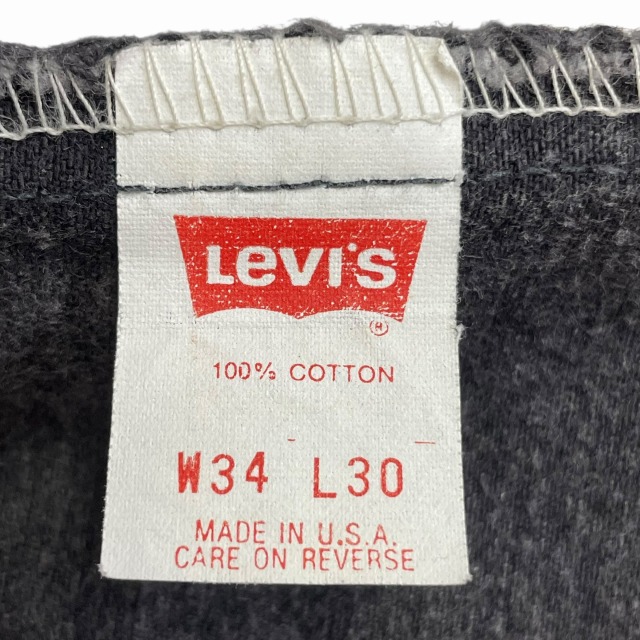 Levi's
®
100% COTTON
W34 L30
MADE IN U.S.A.
CARE ON REVERSE